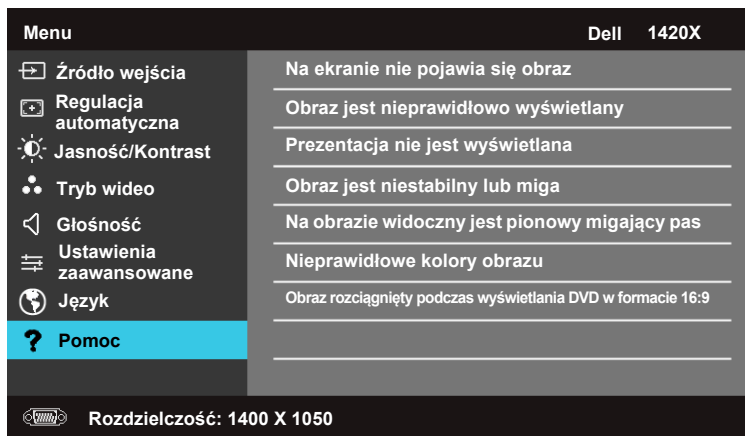 Menu
Dell 1420X
Źródło wejścia
Regulacja
automatyczna
Jasność/Kontrast
Tryb wideo
Głośność
Ustawienia
zaawansowane
Język
Pomoc
Na ekranie nie pojawia się obraz
Obraz jest nieprawidłowo wyświetlany
Prezentacja nie jest wyświetlana
Obraz jest niestabilny lub miga
Na obrazie widoczny jest pionowy migający pas
Nieprawidłowe kolory obrazu
Obraz rozciągnięty podczas wyświetlania DVD w formacie 16:9
Rozdzielczość: 1400 X 1050